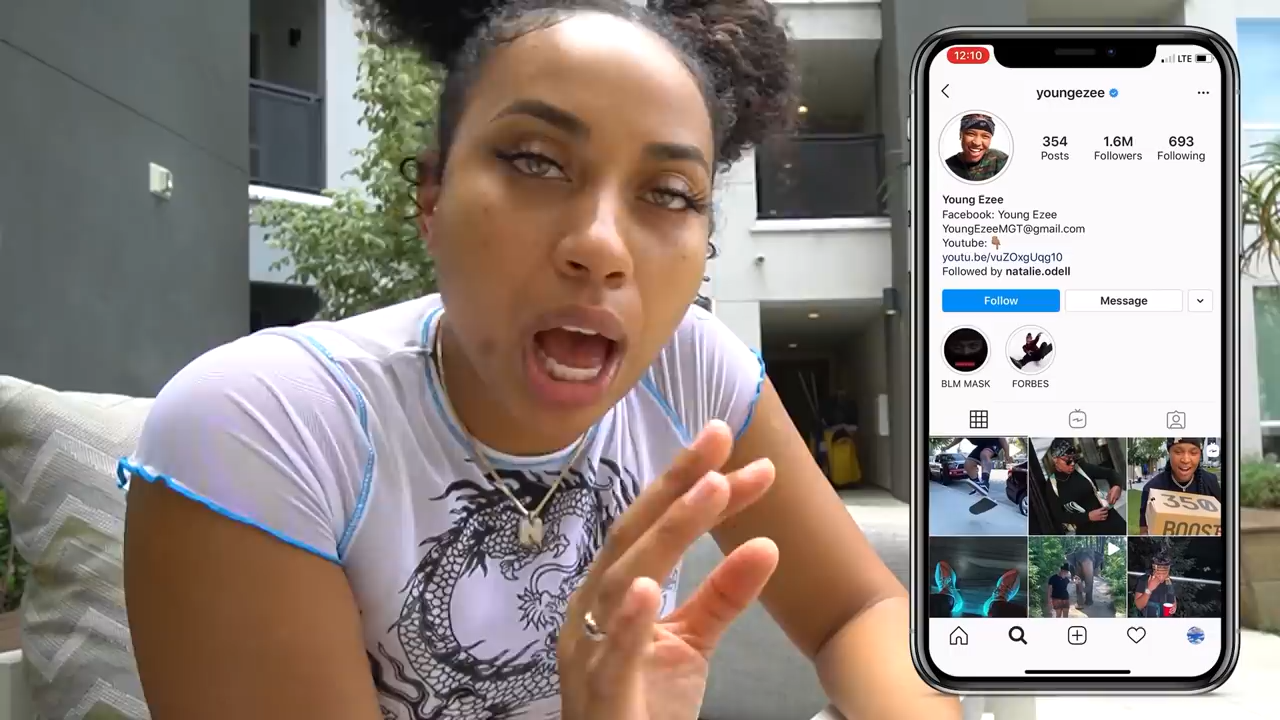 N
12:10
LTE
youngezee
354
1.6M
693
Posts
Followers
Following
Young Ezee
Facebook: Young Ezee
YoungEzeeMGT@gmail.com
Youtube: 👇🏽
youtu.be/vuZOxgUqg10
Followed by natalie.odell
Follow
Message
BLM MASK
FORBES
350
BOOST